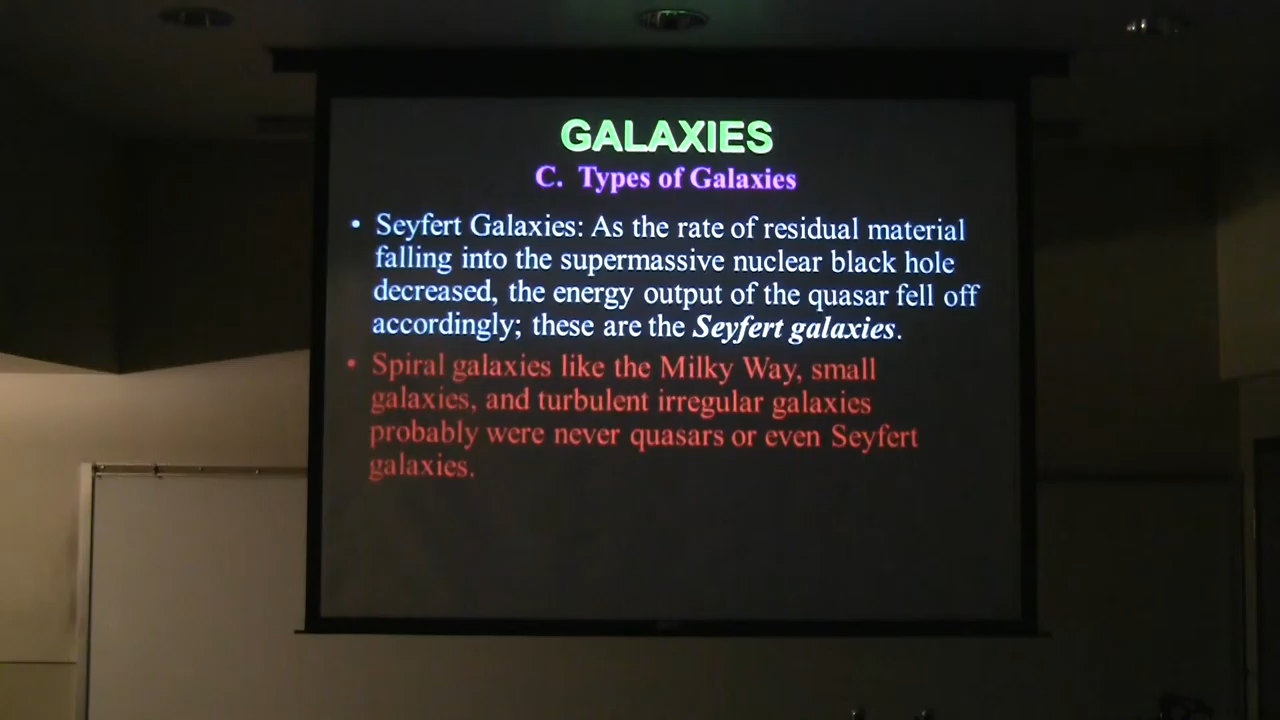 GALAXIES
C. Types of Galaxies
• Seyfert Galaxies: As the rate of residual material
falling into the supermassive nuclear black hole
decreased, the energy output of the quasar fell off
accordingly; these are the Seyfert galaxies.
• Spiral galaxies like the Milky Way, small
galaxies, and turbulent irregular galaxies
probably were never quasars or even Seyfert
galaxies.